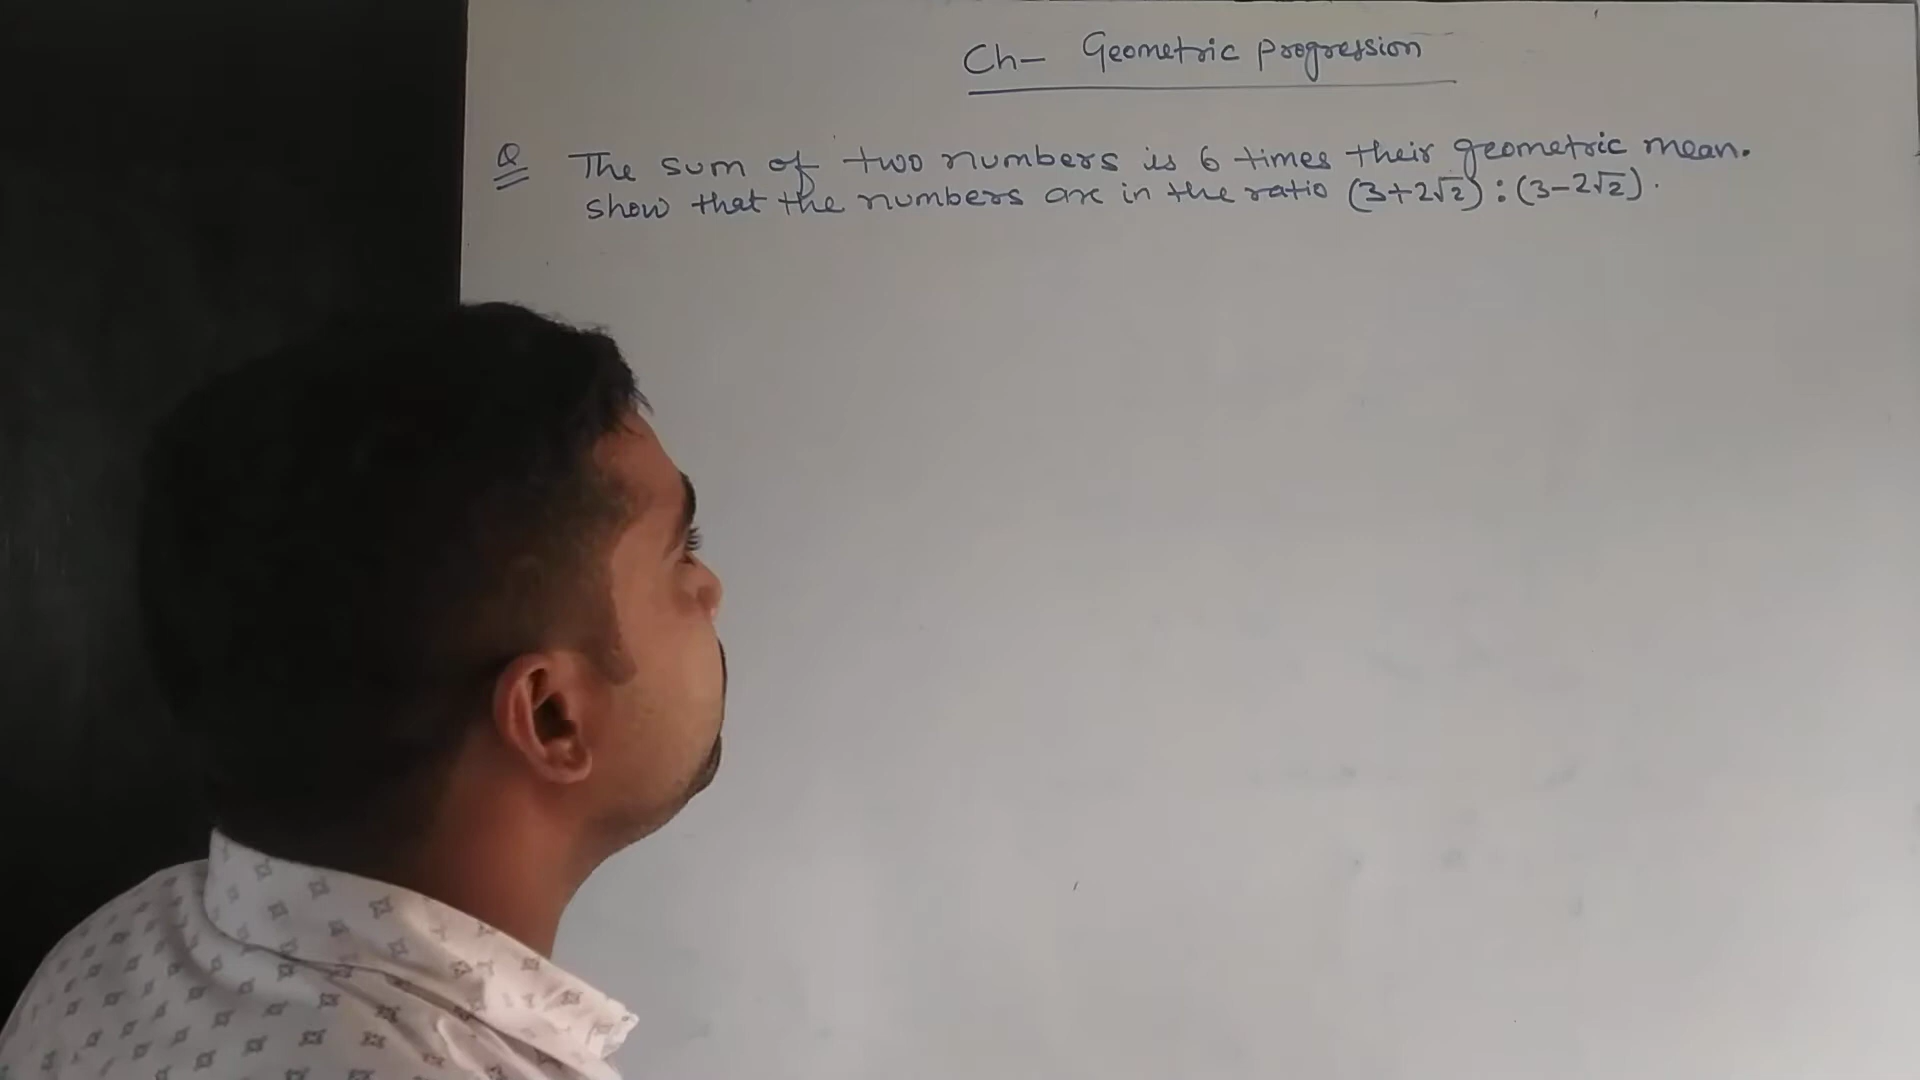 Ch- Geometric progression
Q The sum of two numbers is 6 times their geometric mean.
show that the numbers are in the ratio (3+2√2) : (3-2√2).